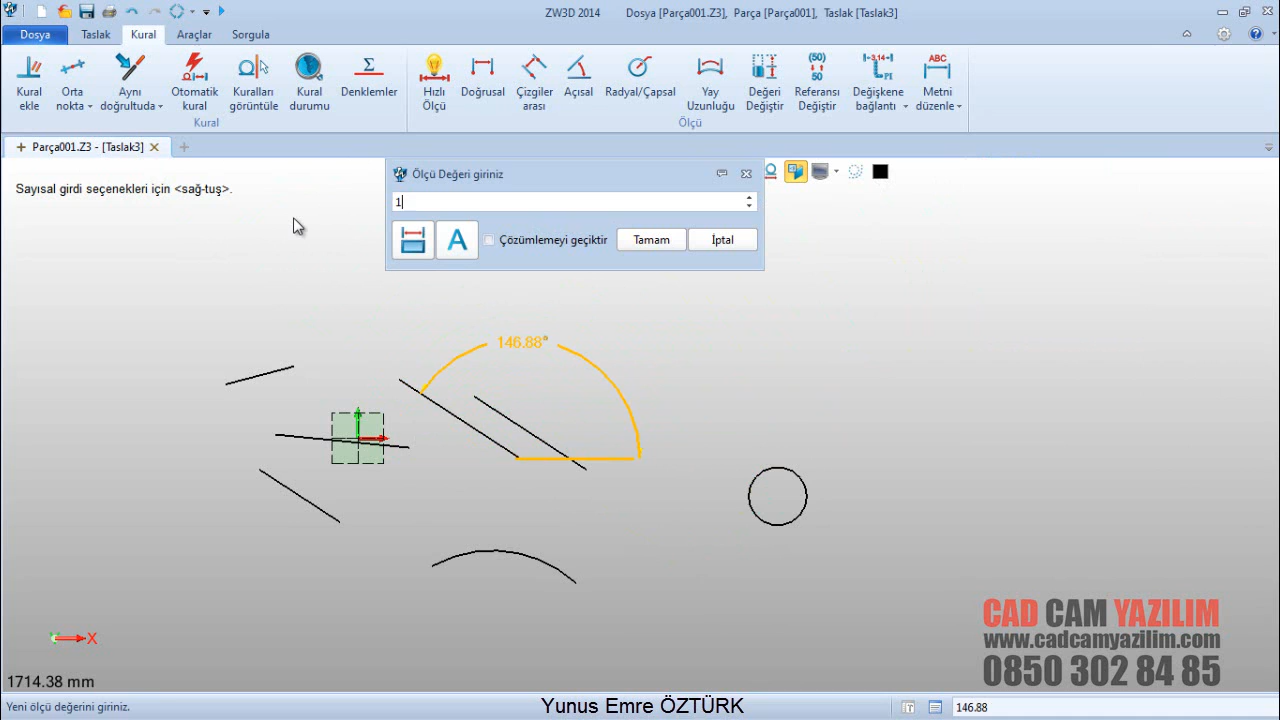 ZW3D 2014 Dosya [Parça001.Z3], Parça [Parça001], Taslak [Taslak3]
Dosya Taslak Kural Araçlar Sorgula
(50) -3,14- ABC
50 PI
Kural ekle Orta nokta Aynı doğrultuda Otomatik kural Kuralları görüntüle Kural durumu Denklemler Hızlı Ölçü Doğrusal Çizgiler arası Açısal Radyal/Çapsal Yay Uzunluğu Değeri Değiştir Referansı Değiştir Değişkene bağlantı Metni düzenle
Kural Ölçü
Parça001.Z3 - [Taslak3]
Ölçü Değeri giriniz
Sayısal girdi seçenekleri için <sağ-tuş>.
1
A Çözümlemeyi geçiktir Tamam İptal
146.88°
X
1714.38 mm
CAD CAM YAZILIM
www.cadcamyazilim.com
0850 302 84 85
Yeni ölçü değerini giriniz. Yunus Emre ÖZTÜRK 146.88